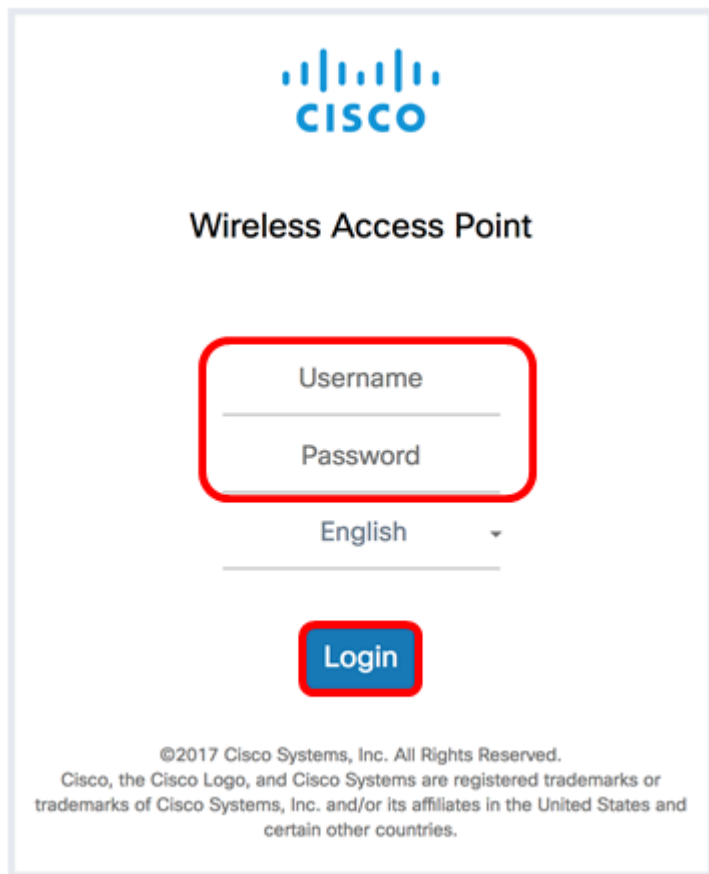 CISCO
Wireless Access Point
Username
Password
English
Login
©2017 Cisco Systems, Inc. All Rights Reserved.
Cisco, the Cisco Logo, and Cisco Systems are registered trademarks or
trademarks of Cisco Systems, Inc. and/or its affiliates in the United States and
certain other countries.